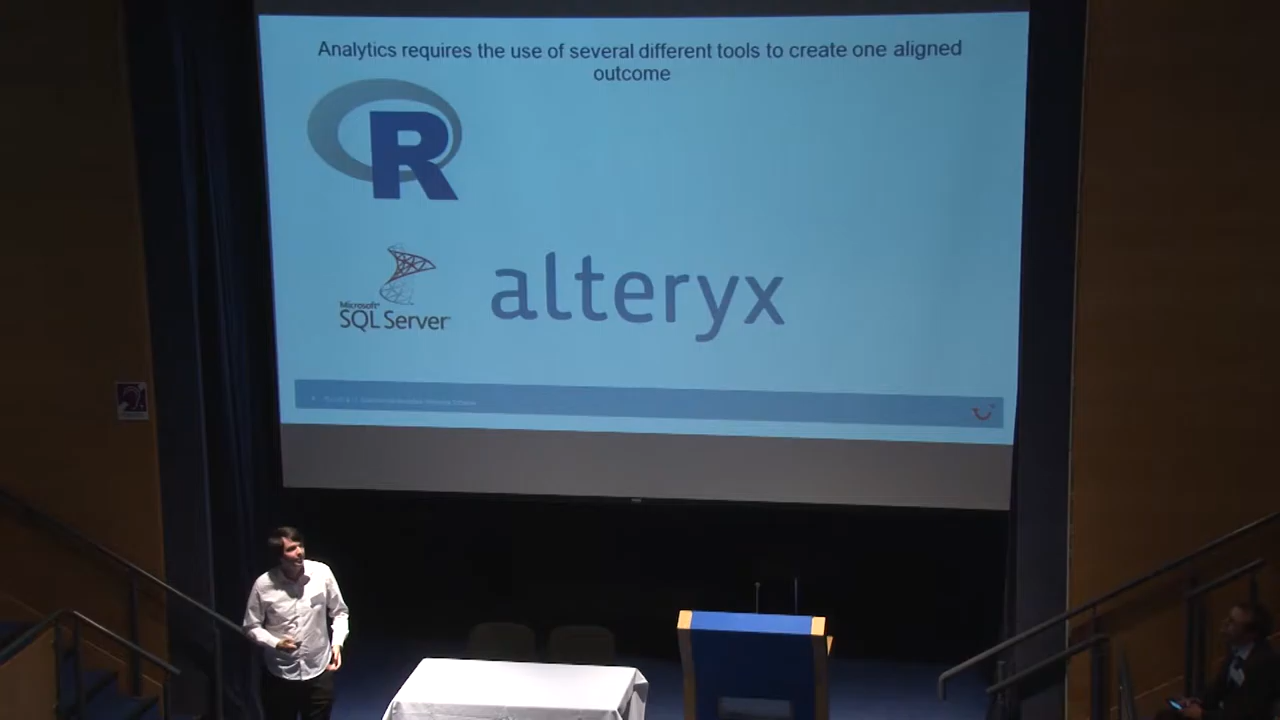 Analytics requires the use of several different tools to create one aligned
outcome
R
Microsoft
SQL Server
alteryx